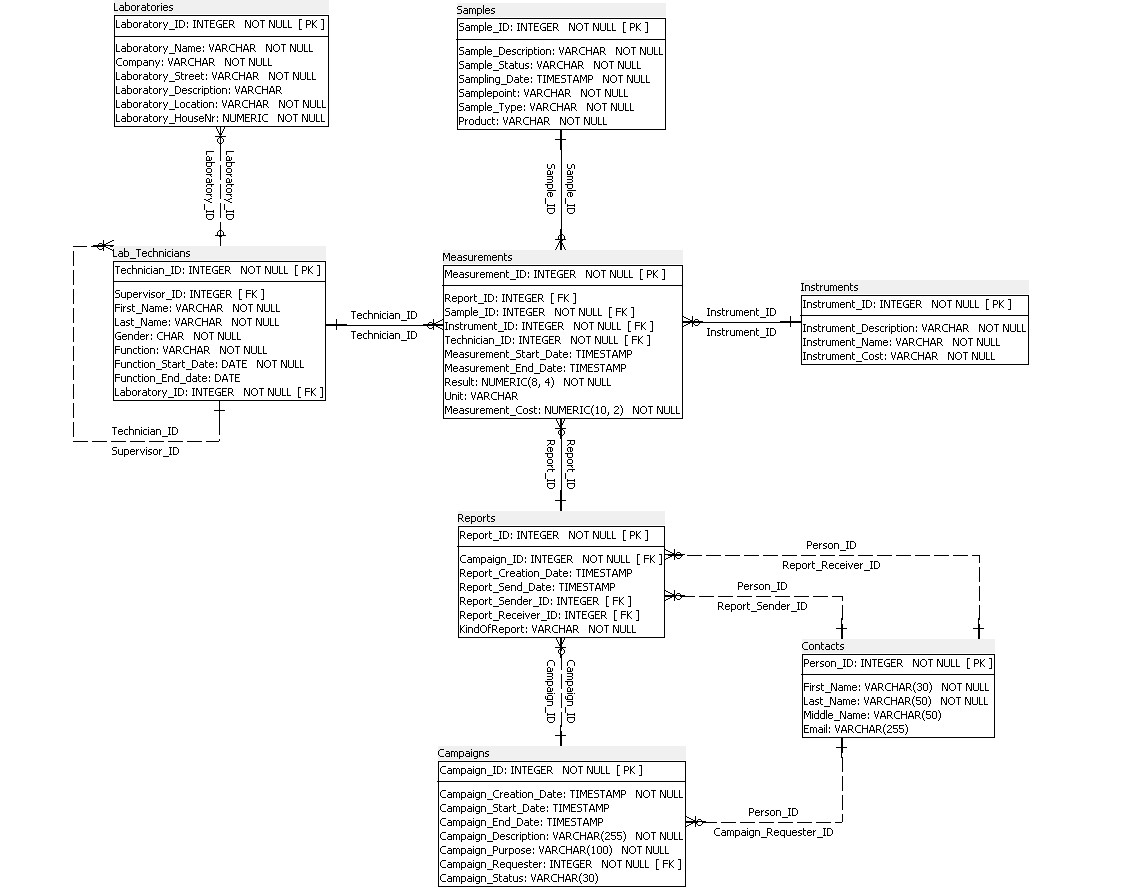 Laboratories
Laboratory_ID: INTEGER NOT NULL [ PK ]
Laboratory_Name: VARCHAR NOT NULL
Company: VARCHAR NOT NULL
Laboratory_Street: VARCHAR NOT NULL
Laboratory_Description: VARCHAR
Laboratory_Location: VARCHAR NOT NULL
Laboratory_HouseNr: NUMERIC NOT NULL
Samples
Sample_ID: INTEGER NOT NULL [ PK ]
Sample_Description: VARCHAR NOT NULL
Sample_Status: VARCHAR NOT NULL
Sampling_Date: TIMESTAMP NOT NULL
Samplepoint: VARCHAR NOT NULL
Sample_Type: VARCHAR NOT NULL
Product: VARCHAR NOT NULL
Laboratory_ID
Laboratory_ID
Sample_ID
Sample_ID
Lab_Technicians
Technician_ID: INTEGER NOT NULL [ PK ]
Supervisor_ID: INTEGER [ FK ]
First_Name: VARCHAR NOT NULL
Last_Name: VARCHAR NOT NULL
Gender: CHAR NOT NULL
Function: VARCHAR NOT NULL
Function_Start_Date: DATE NOT NULL
Function_End_date: DATE
Laboratory_ID: INTEGER NOT NULL [ FK ]
Technician_ID
Supervisor_ID
Technician_ID
Technician_ID
Measurements
Measurement_ID: INTEGER NOT NULL [ PK ]
Report_ID: INTEGER [ FK ]
Sample_ID: INTEGER NOT NULL [ FK ]
Instrument_ID: INTEGER NOT NULL [ FK ]
Technician_ID: INTEGER NOT NULL [ FK ]
Measurement_Start_Date: TIMESTAMP
Measurement_End_Date: TIMESTAMP
Result: NUMERIC(8, 4) NOT NULL
Unit: VARCHAR
Measurement_Cost: NUMERIC(10, 2) NOT NULL
Instrument_ID
Instrument_ID
Instruments
Instrument_ID: INTEGER NOT NULL [ PK ]
Instrument_Description: VARCHAR NOT NULL
Instrument_Name: VARCHAR NOT NULL
Instrument_Cost: VARCHAR NOT NULL
Report_ID
Report_ID
Reports
Report_ID: INTEGER NOT NULL [ PK ]
Campaign_ID: INTEGER NOT NULL [ FK ]
Report_Creation_Date: TIMESTAMP
Report_Send_Date: TIMESTAMP
Report_Sender_ID: INTEGER [ FK ]
Report_Receiver_ID: INTEGER [ FK ]
KindOfReport: VARCHAR NOT NULL
Person_ID
Report_Receiver_ID
Person_ID
Report_Sender_ID
Contacts
Person_ID: INTEGER NOT NULL [ PK ]
First_Name: VARCHAR(30) NOT NULL
Last_Name: VARCHAR(50) NOT NULL
Middle_Name: VARCHAR(50)
Email: VARCHAR(255)
Campaign_ID
Campaign_ID
Campaigns
Campaign_ID: INTEGER NOT NULL [ PK ]
Campaign_Creation_Date: TIMESTAMP NOT NULL
Campaign_Start_Date: TIMESTAMP
Campaign_End_Date: TIMESTAMP
Campaign_Description: VARCHAR(255) NOT NULL
Campaign_Purpose: VARCHAR(100) NOT NULL
Campaign_Requester: INTEGER NOT NULL [ FK ]
Campaign_Status: VARCHAR(30)
Person_ID
Campaign_Requester_ID